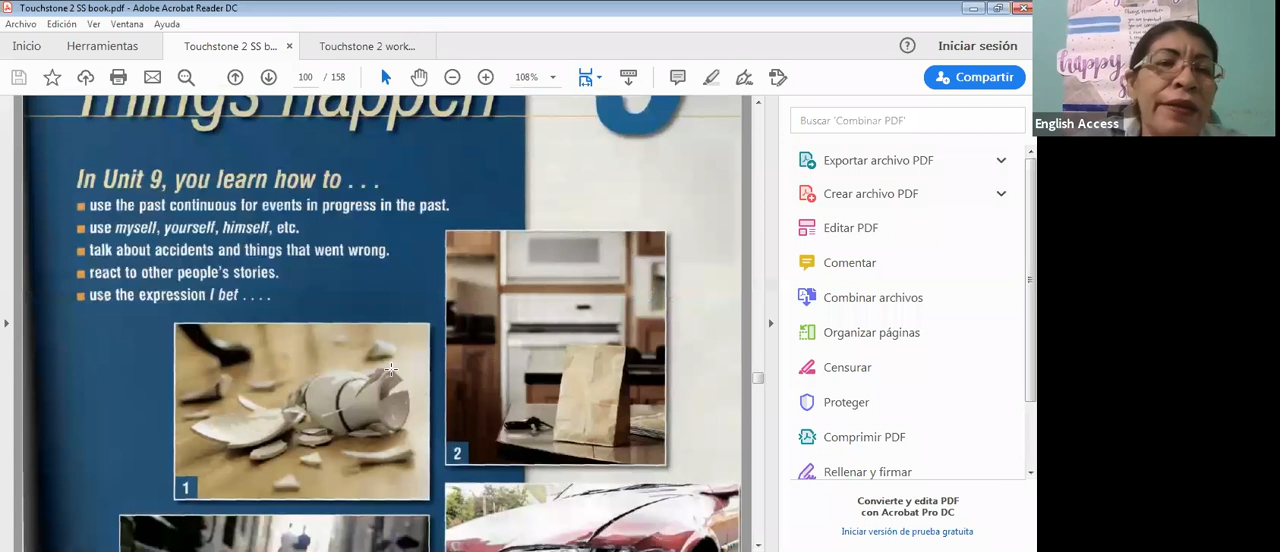 Touchstone 2 SS book.pdf - Adobe Acrobat Reader DC
Archivo Edición Ver Ventana Ayuda
Inicio Herramientas Touchstone 2 SS b... × Touchstone 2 work... Iniciar sesión
100 / 158 108% Compartir
Things happen 9
In Unit 9, you learn how to . . .
use the past continuous for events in progress in the past.
use myself, yourself, himself, etc.
talk about accidents and things that went wrong.
react to other people's stories.
use the expression I bet . . . .
1
2
Buscar 'Combinar PDF'
Exportar archivo PDF
Crear archivo PDF
Editar PDF
Comentar
Combinar archivos
Organizar páginas
Censurar
Proteger
Comprimir PDF
Rellenar y firmar
Convierte y edita PDF
con Acrobat Pro DC
Iniciar versión de prueba gratuita
happy
English Access